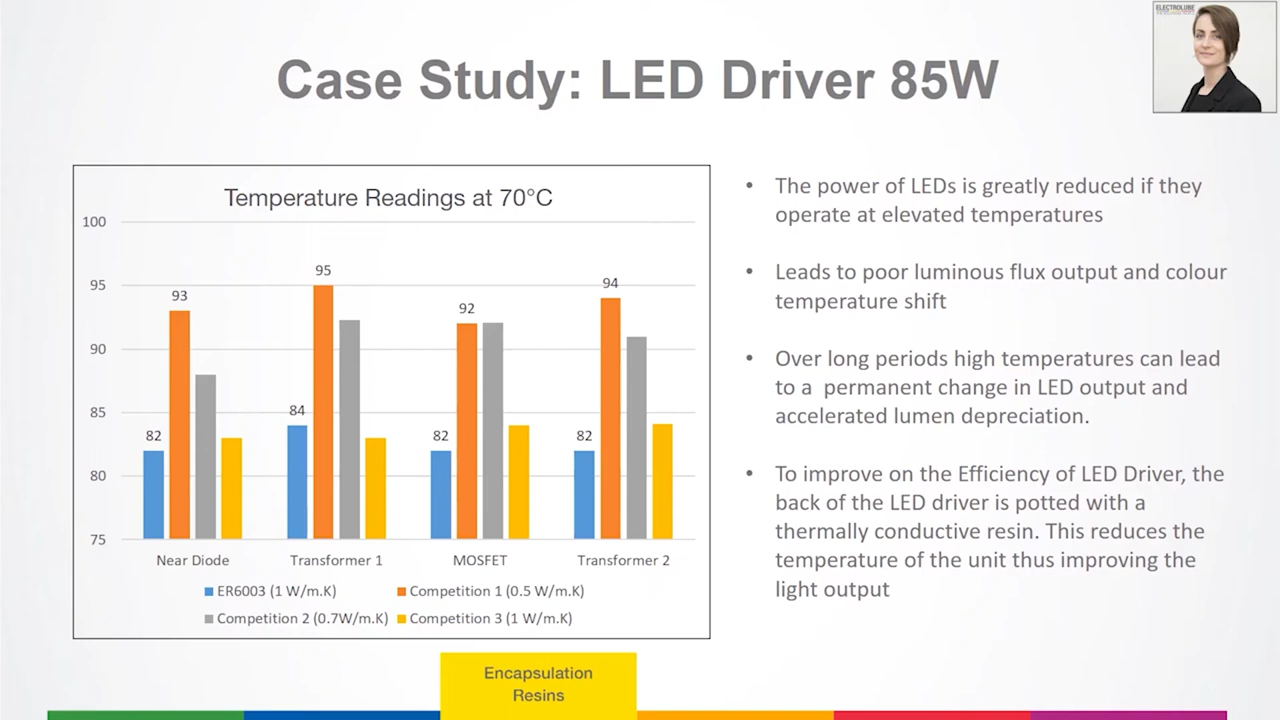 ELECTROLUBE
Case Study: LED Driver 85W
Temperature Readings at 70°C
100
95
90
85
80
75
82
93
84
95
82
92
82
94
Near Diode
Transformer 1
MOSFET
Transformer 2
ER6003 (1 W/m.K)
Competition 1 (0.5 W/m.K)
Competition 2 (0.7W/m.K)
Competition 3 (1 W/m.K)
• The power of LEDs is greatly reduced if they
operate at elevated temperatures
• Leads to poor luminous flux output and colour
temperature shift
• Over long periods high temperatures can lead
to a  permanent change in LED output and
accelerated lumen depreciation.
• To improve on the Efficiency of LED Driver, the
back of the LED driver is potted with a
thermally conductive resin. This reduces the
temperature of the unit thus improving the
light output
Encapsulation
Resins